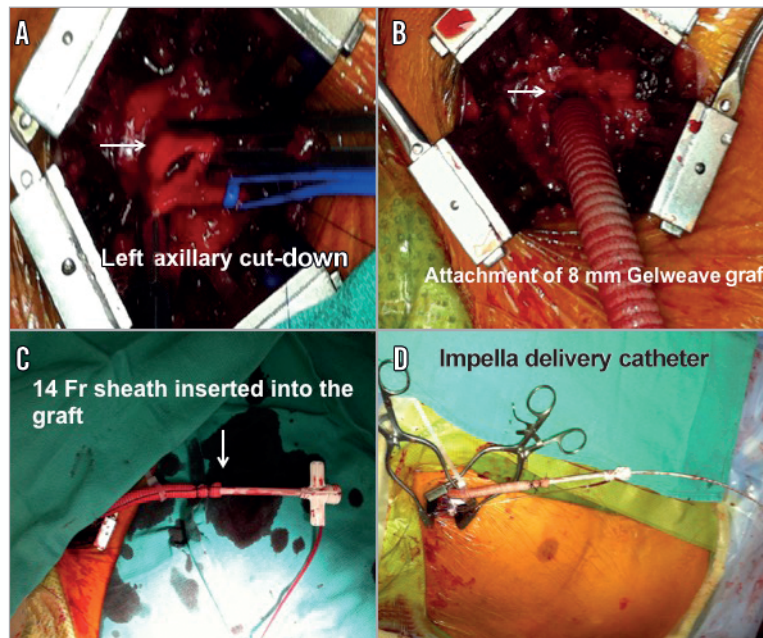 A
Left axillary cut-down
B
Attachment of 8 mm Gelweave graf
C
14 Fr sheath inserted into the
graft
D
Impella delivery catheter